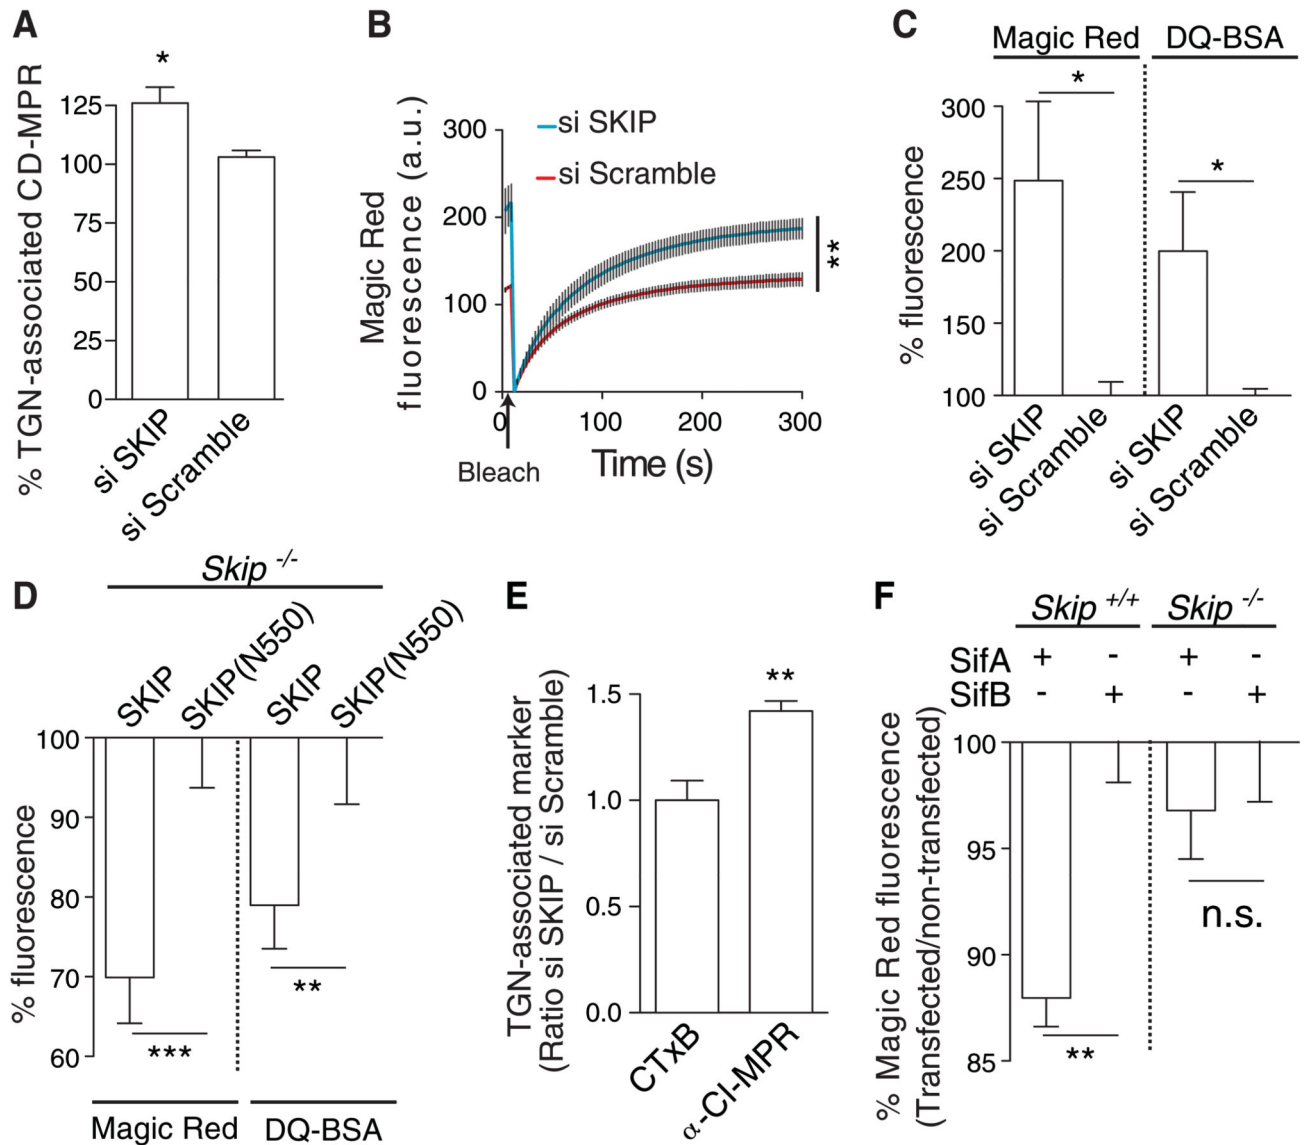 A
% TGN-associated CD-MPR
*
125
100
75
50
25
0
si SKIP
si Scramble
B
Magic Red
fluorescence (a.u.)
300
200
100
0
si SKIP
si Scramble
**
0
100
200
300
Bleach
Time (s)
C
Magic Red
DQ-BSA
% fluorescence
300
250
200
150
100
*
*
si SKIP
si Scramble
si SKIP
si Scramble
D
Skip -/-
SKIP
SKIP(N550)
SKIP
SKIP(N550)
% fluorescence
100
90
80
70
60
***
**
Magic Red
DQ-BSA
E
TGN-associated marker
(Ratio si SKIP / si Scramble)
1.5
1.0
0.5
0.0
**
CTxB
α-CI-MPR
F
Skip +/+
Skip -/-
SifA + - + -
SifB - + - +
% Magic Red fluorescence
(Transfected/non-transfected)
100
95
90
85
**
n.s.